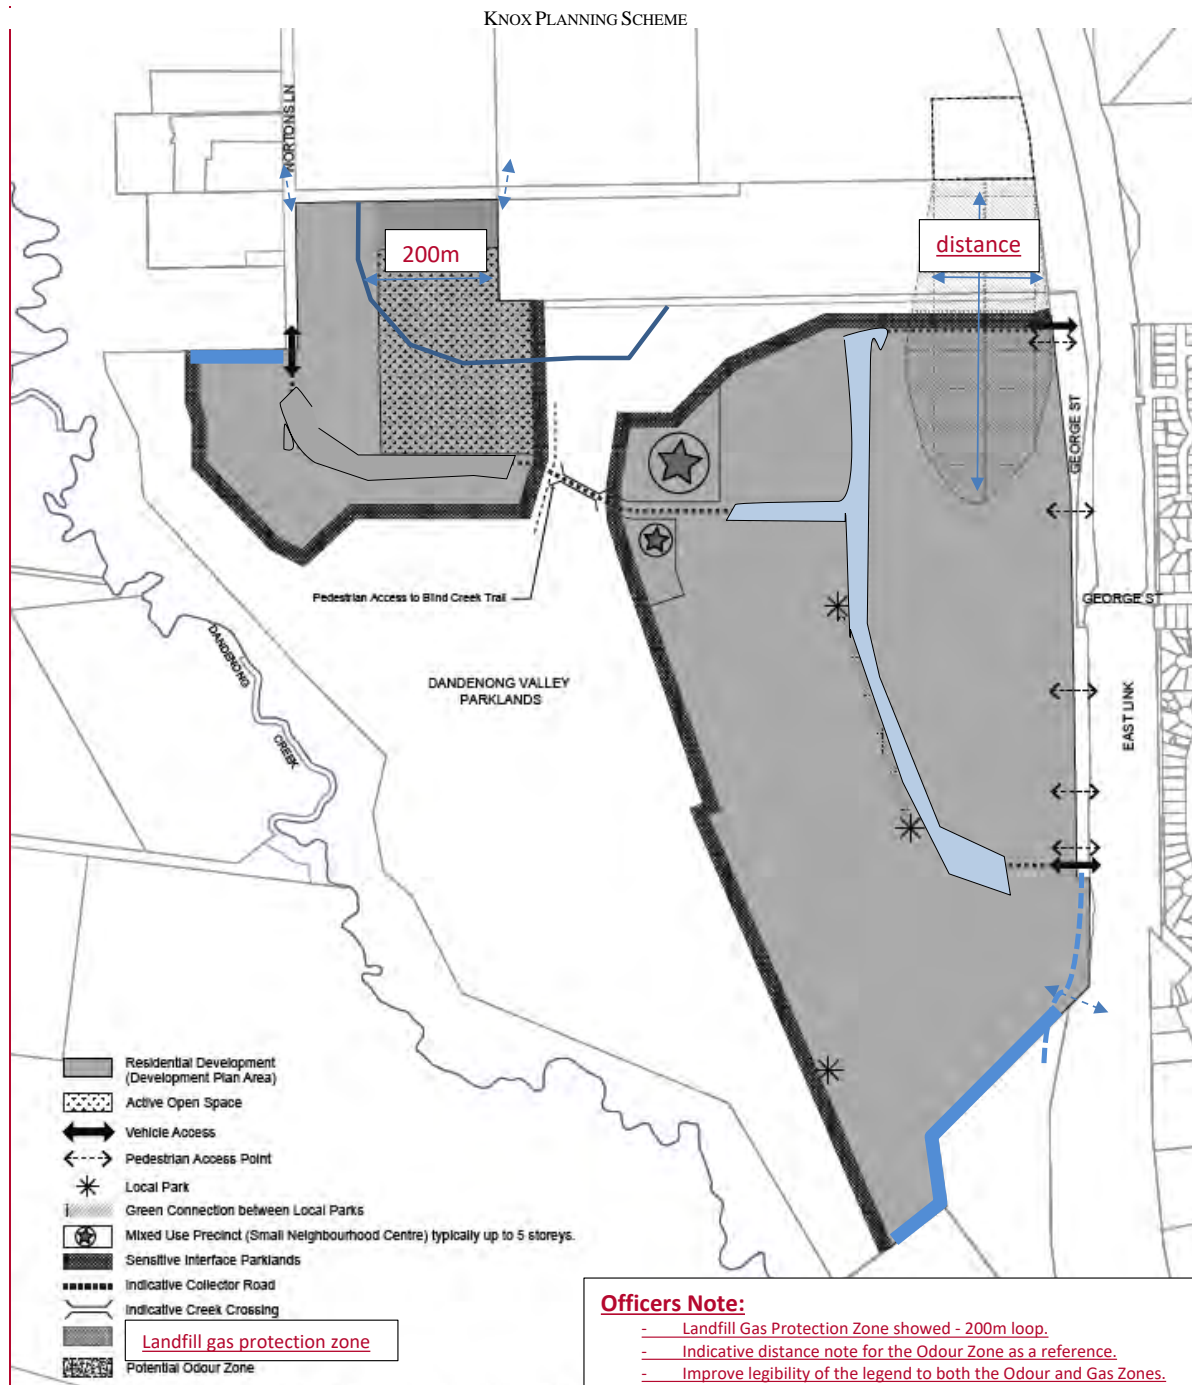 KNOX PLANNING SCHEME
NORTONS LN
200m
distance
GEORGE ST
Pedestrian Access to Blind Creek Trail
GEORGE ST
DANDENONG
CREEK
DANDENONG VALLEY
PARKLANDS
EAST LINK
Residential Development
(Development Plan Area)
Active Open Space
Vehicle Access
Pedestrian Access Point
Local Park
Green Connection between Local Parks
Mixed Use Precinct (Small Neighbourhood Centre) typically up to 5 storeys.
Sensitive Interface Parklands
Indicative Collector Road
Indicative Creek Crossing
Landfill gas protection zone
Potential Odour Zone
Officers Note:
- Landfill Gas Protection Zone showed - 200m loop.
- Indicative distance note for the Odour Zone as a reference.
- Improve legibility of the legend to both the Odour and Gas Zones.